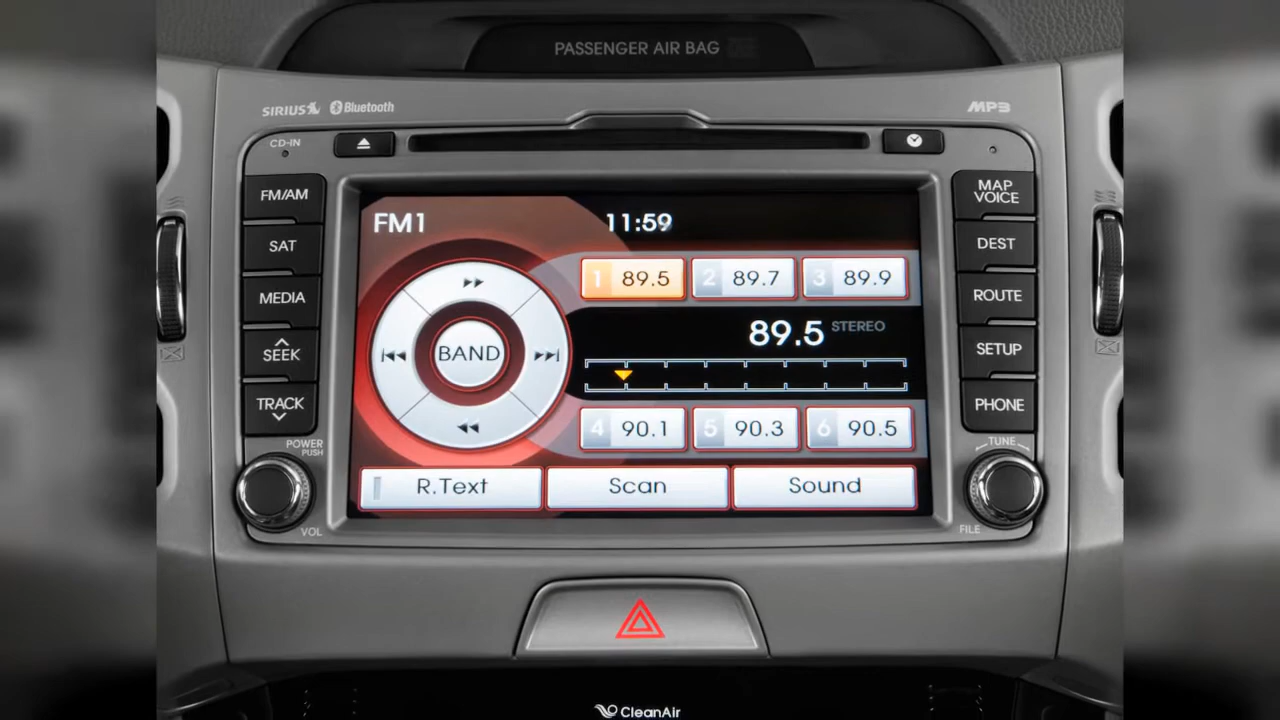 PASSENGER AIR BAG
SIRIUS Bluetooth MP3
CD-IN
FM/AM
SAT
MEDIA
SEEK
TRACK
POWER
PUSH
VOL
FM1 11:59
1 89.5 2 89.7 3 89.9
BAND
89.5 STEREO
4 90.1 5 90.3 6 90.5
R.Text Scan Sound
MAP
VOICE
DEST
ROUTE
SETUP
PHONE
TUNE
FILE
CleanAir